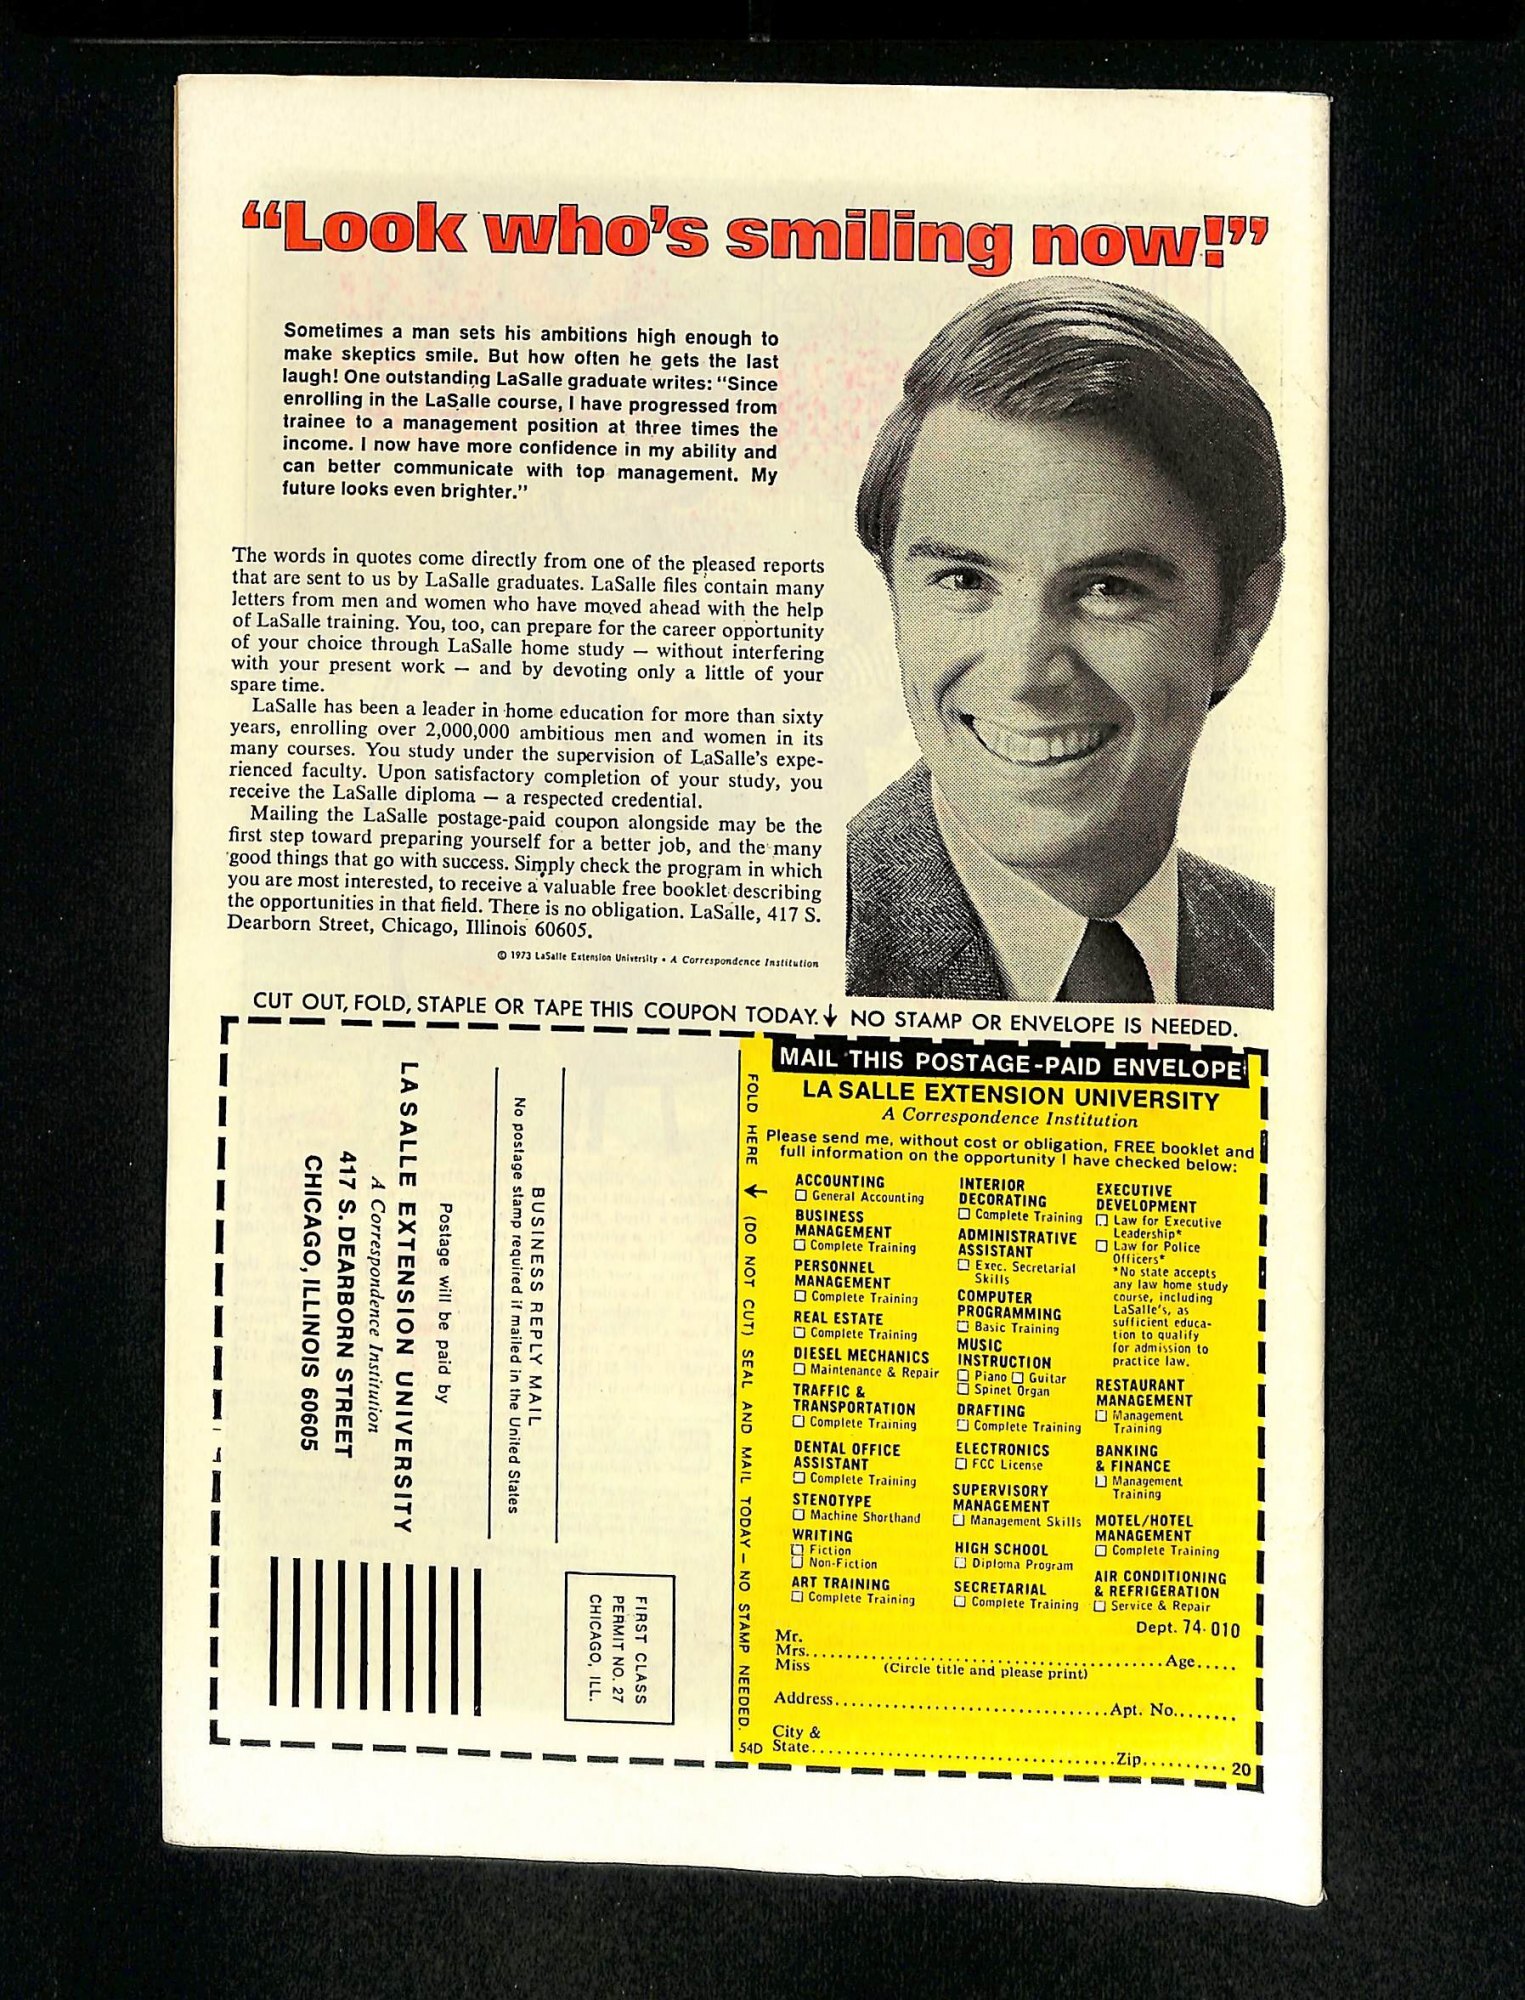 “Look who’s smiling now!”
Sometimes a man sets his ambitions high enough to
make skeptics smile. But how often he gets the last
laugh! One outstanding LaSalle graduate writes: “Since
enrolling in the LaSalle course, I have progressed from
trainee to a management position at three times the
income. I now have more confidence in my ability and
can better communicate with top management. My
future looks even brighter.”
The words in quotes come directly from one of the pleased reports
that are sent to us by LaSalle graduates. LaSalle files contain many
letters from men and women who have moved ahead with the help
of LaSalle training. You, too, can prepare for the career opportunity
of your choice through LaSalle home study — without interfering
with your present work — and by devoting only a little of your
spare time.
LaSalle has been a leader in home education for more than sixty
years, enrolling over 2,000,000 ambitious men and women in its
many courses. You study under the supervision of LaSalle’s expe-
rienced faculty. Upon satisfactory completion of your study, you
receive the LaSalle diploma — a respected credential.
Mailing the LaSalle postage-paid coupon alongside may be the
first step toward preparing yourself for a better job, and the many
good things that go with success. Simply check the program in which
you are most interested, to receive a valuable free booklet describing
the opportunities in that field. There is no obligation. LaSalle, 417 S.
Dearborn Street, Chicago, Illinois 60605.
© 1973 LaSalle Extension University • A Correspondence Institution
CUT OUT, FOLD, STAPLE OR TAPE THIS COUPON TODAY. ↓ NO STAMP OR ENVELOPE IS NEEDED.
FIRST CLASS
PERMIT NO. 27
CHICAGO, ILL.
BUSINESS REPLY MAIL
No postage stamp required if mailed in the United States
Postage will be paid by
LA SALLE EXTENSION UNIVERSITY
A Correspondence Institution
417 S. DEARBORN STREET
CHICAGO, ILLINOIS 60605
FOLD HERE (DO NOT CUT) SEAL AND MAIL TODAY – NO STAMP NEEDED.
MAIL THIS POSTAGE-PAID ENVELOPE
LA SALLE EXTENSION UNIVERSITY
A Correspondence Institution
Please send me, without cost or obligation, FREE booklet and
full information on the opportunity I have checked below:
ACCOUNTING
☐ General Accounting
BUSINESS
MANAGEMENT
☐ Complete Training
PERSONNEL
MANAGEMENT
☐ Complete Training
REAL ESTATE
☐ Complete Training
DIESEL MECHANICS
☐ Maintenance & Repair
TRAFFIC &
TRANSPORTATION
☐ Complete Training
DENTAL OFFICE
ASSISTANT
☐ Complete Training
STENOTYPE
☐ Machine Shorthand
WRITING
☐ Fiction
☐ Non-Fiction
ART TRAINING
☐ Complete Training
INTERIOR
DECORATING
☐ Complete Training
ADMINISTRATIVE
ASSISTANT
☐ Exec. Secretarial
Skills
COMPUTER
PROGRAMMING
☐ Basic Training
MUSIC
INSTRUCTION
☐ Piano ☐ Guitar
☐ Spinet Organ
DRAFTING
☐ Complete Training
ELECTRONICS
☐ FCC License
SUPERVISORY
MANAGEMENT
☐ Management Skills
HIGH SCHOOL
☐ Diploma Program
SECRETARIAL
☐ Complete Training
EXECUTIVE
DEVELOPMENT
☐ Law for Executive
Leadership*
☐ Law for Police
Officers*
*No state accepts
any law home study
course, including
LaSalle’s, as
sufficient educa-
tion to qualify
for admission to
practice law.
RESTAURANT
MANAGEMENT
☐ Management
Training
BANKING
& FINANCE
☐ Management
Training
MOTEL/HOTEL
MANAGEMENT
☐ Complete Training
AIR CONDITIONING
& REFRIGERATION
☐ Service & Repair
Dept. 74-010
Mr.
Mrs. Age
Miss (Circle title and please print)
Address Apt. No.
City &
54D State Zip 20